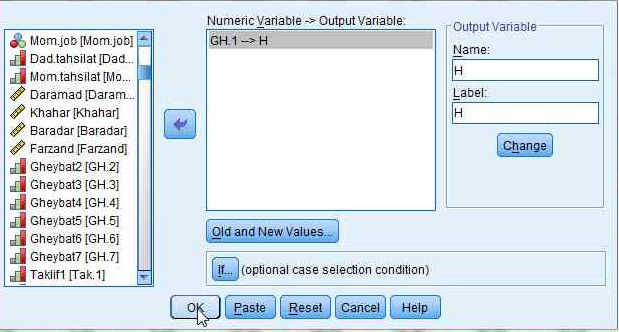 Mom.job [Mom.job]
Dad.tahsilat [Dad...
Mom.tahsilat [Mo...
Daramad [Daram...
Khahar [Khahar]
Baradar [Baradar]
Farzand [Farzand]
Gheybat2 [GH.2]
Gheybat3 [GH.3]
Gheybat4 [GH.4]
Gheybat5 [GH.5]
Gheybat6 [GH.6]
Gheybat7 [GH.7]
Taklif1 [Tak.1]
Numeric Variable -> Output Variable:
GH.1 --> H
Output Variable
Name:
H
Label:
H
Change
Old and New Values...
If... (optional case selection condition)
OK Paste Reset Cancel Help